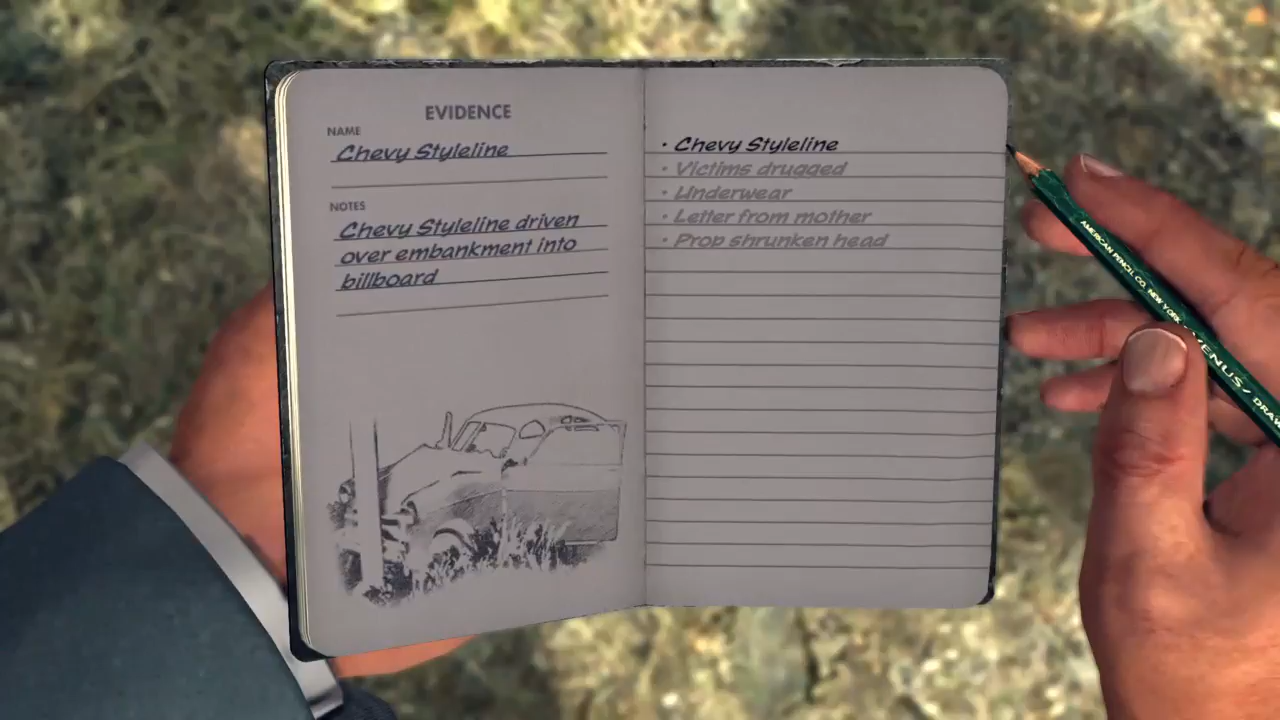 EVIDENCE
NAME
Chevy Styleline
NOTES
Chevy Styleline driven
over embankment into
billboard
• Chevy Styleline
• Victims drugged
• Underwear
• Letter from mother
• Prop shrunken head
AMERICAN PENCIL CO. NEW YORK VENUS DRAW